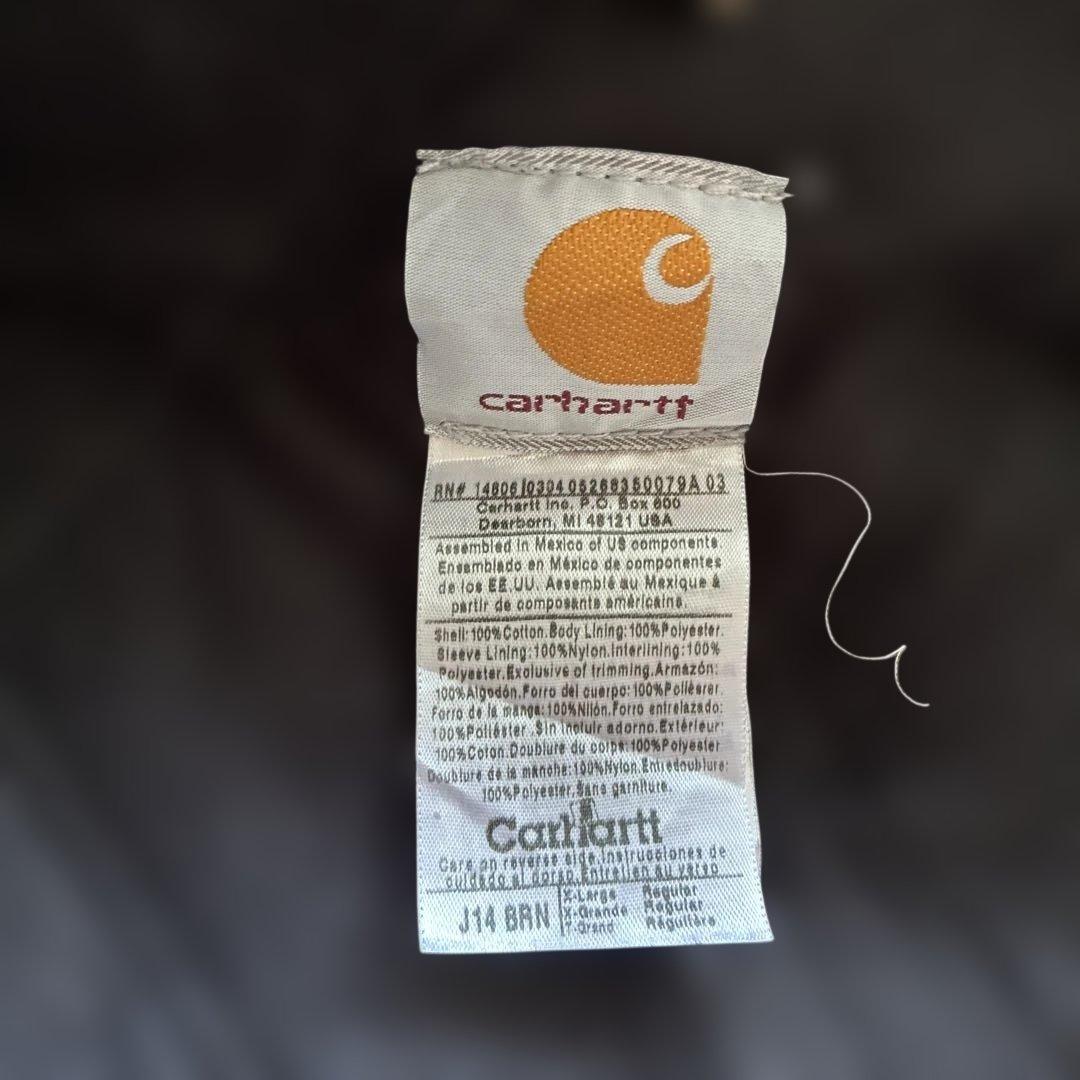 carhartt
RN# 14806 0304 0526835 0079A 03
Carhartt Inc. P.O. Box 600
Dearborn, MI 48121 USA
Assembled in Mexico of US components
Ensamblado en México de componentes
de los EE.UU. Assemblé au Mexique à
partir de composants américains.
Shell:100%Cotton.Body Lining:100%Polyester.
Sleeve Lining:100%Nylon.Interlining:100%
Polyester.Exclusive of trimming.Armazón:
100%Algodón.Forro del cuerpo:100%Poliéster.
Forro de la manga:100%Nilon.Forro entrelazado:
100%Poliéster. Sin incluir adorno.Extérieur:
100%Coton.Doublure du corps:100%Polyester
Doublure de la manche:100%Nylon.Entredoublure:
100%Polyester.Sans garniture.
Carhartt
Care on reverse side.Instrucciones de
cuidado al dorso.Entretien au verso
J14 BRN
X-Large Regular
X-Grande Regular
T-Grand Régulière